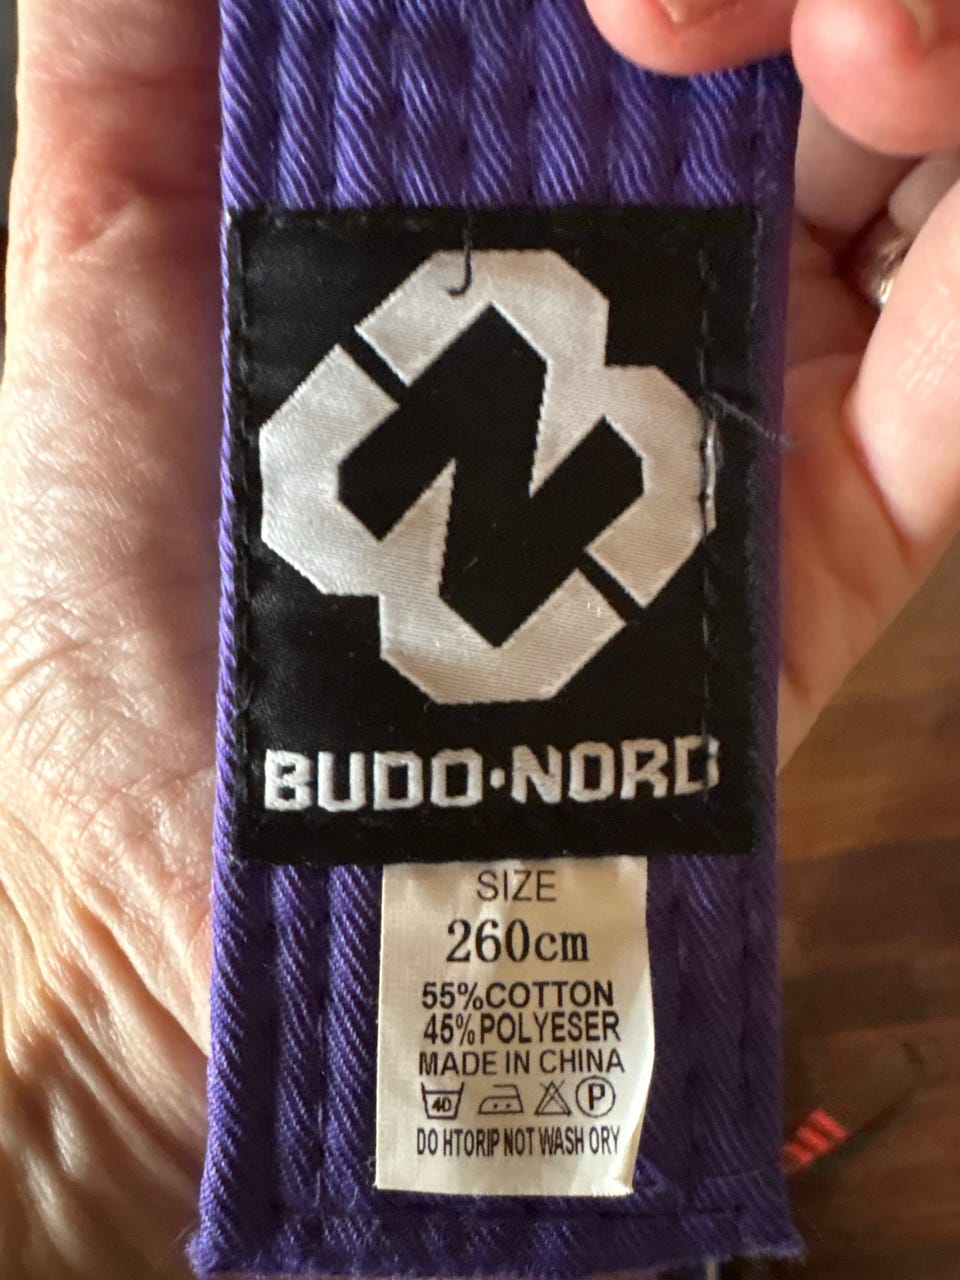 BUDO·NORD
SIZE
260cm
55%COTTON
45%POLYESER
MADE IN CHINA
40
P
DO HTORIP NOT WASH ORY